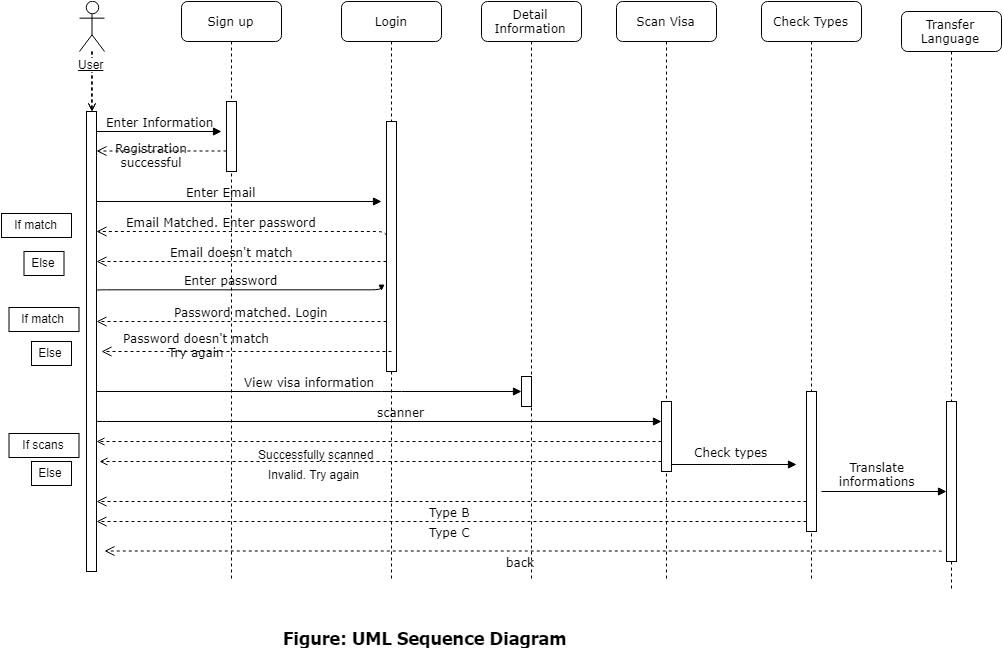 Sign up
Login
Detail
Information
Scan Visa
Check Types
Transfer
Language
User
Enter Information
Registration
successful
Enter Email
If match
Email Matched. Enter password
Else
Email doesn't match
Enter password
If match
Password matched. Login
Else
Password doesn't match
Try again
View visa information
scanner
If scans
Successfully scanned
Check types
Else
Invalid. Try again
Translate
informations
Type B
Type C
back
Figure: UML Sequence Diagram